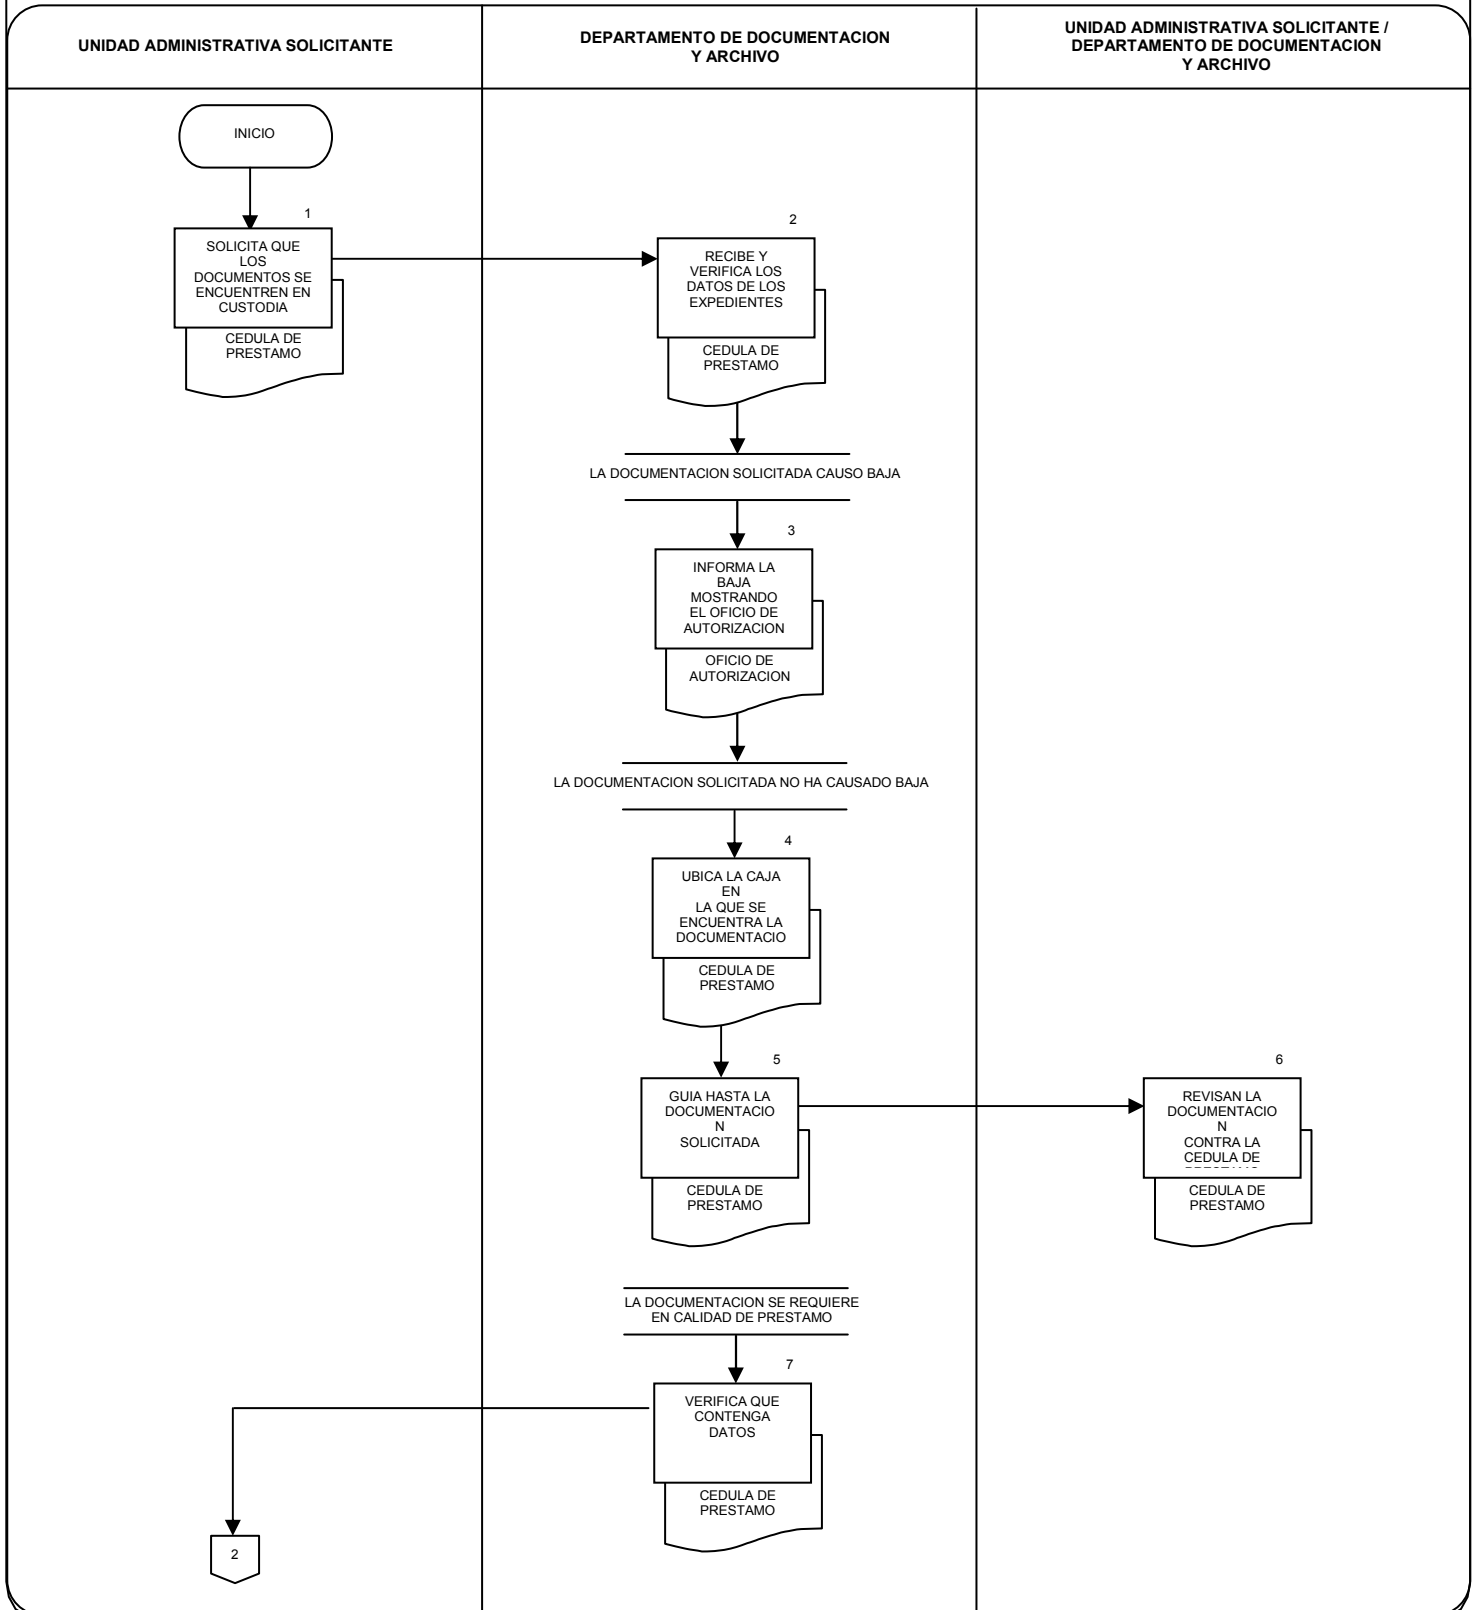 UNIDAD ADMINISTRATIVA SOLICITANTE
DEPARTAMENTO DE DOCUMENTACION
Y ARCHIVO
UNIDAD ADMINISTRATIVA SOLICITANTE /
DEPARTAMENTO DE DOCUMENTACION
Y ARCHIVO
INICIO
1
SOLICITA QUE
LOS
DOCUMENTOS SE
ENCUENTREN EN
CUSTODIA
CEDULA DE
PRESTAMO
2
RECIBE Y
VERIFICA LOS
DATOS DE LOS
EXPEDIENTES
CEDULA DE
PRESTAMO
LA DOCUMENTACION SOLICITADA CAUSO BAJA
3
INFORMA LA
BAJA
MOSTRANDO
EL OFICIO DE
AUTORIZACION
OFICIO DE
AUTORIZACION
LA DOCUMENTACION SOLICITADA NO HA CAUSADO BAJA
4
UBICA LA CAJA
EN
LA QUE SE
ENCUENTRA LA
DOCUMENTACIO
CEDULA DE
PRESTAMO
5
GUIA HASTA LA
DOCUMENTACIO
N
SOLICITADA
CEDULA DE
PRESTAMO
6
REVISAN LA
DOCUMENTACIO
N
CONTRA LA
CEDULA DE
CEDULA DE
PRESTAMO
LA DOCUMENTACION SE REQUIERE
EN CALIDAD DE PRESTAMO
7
VERIFICA QUE
CONTENGA
DATOS
CEDULA DE
PRESTAMO
2